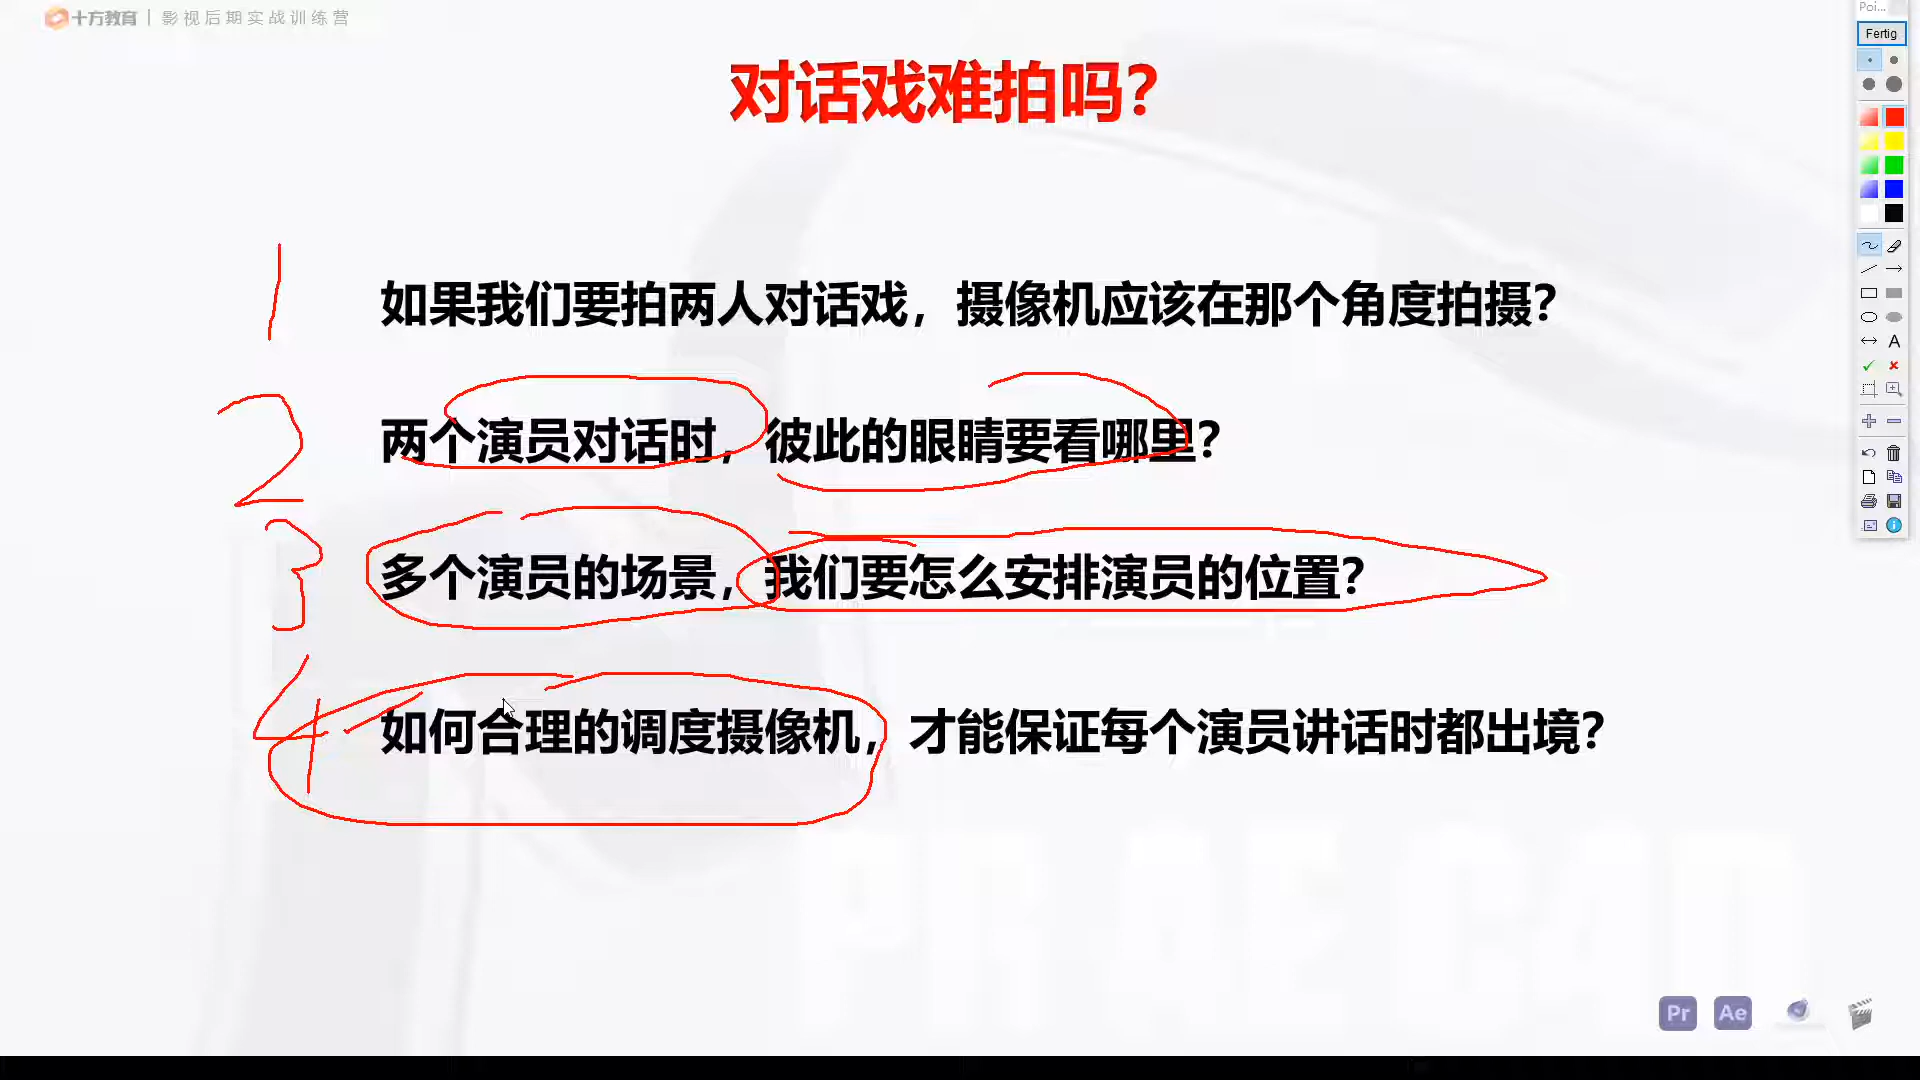 十方教育 | 影视后期实战训练营
Poi...
Fertig
对话戏难拍吗？
1 如果我们要拍两人对话戏，摄像机应该在那个角度拍摄？
2 两个演员对话时，彼此的眼睛要看哪里？
3 多个演员的场景，我们要怎么安排演员的位置？
4 如何合理的调度摄像机，才能保证每个演员讲话时都出境？
A
PR AE C4D
Pr Ae